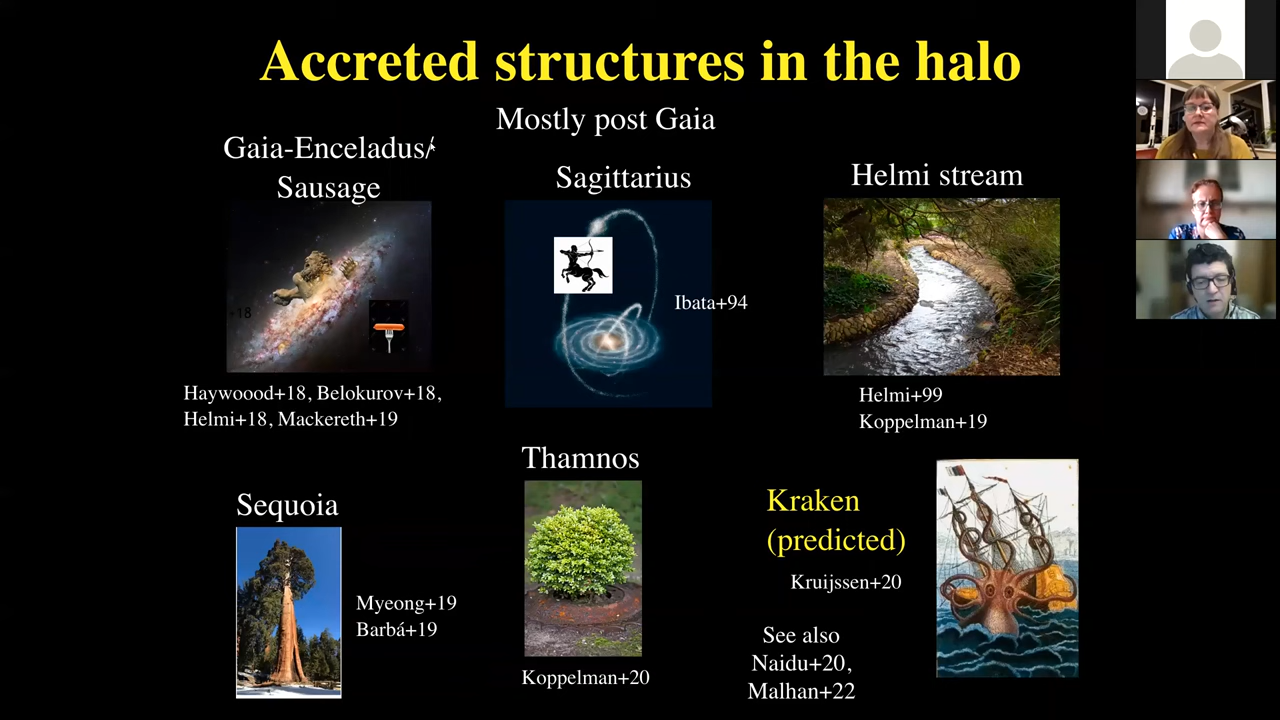 Accreted structures in the halo
Mostly post Gaia
Gaia-Enceladus/
Sausage
+18
Haywoood+18, Belokurov+18,
Helmi+18, Mackereth+19
Sagittarius
Ibata+94
Helmi stream
Helmi+99
Koppelman+19
Sequoia
Myeong+19
Barbá+19
Thamnos
Koppelman+20
Kraken
(predicted)
Kruijssen+20
See also
Naidu+20,
Malhan+22